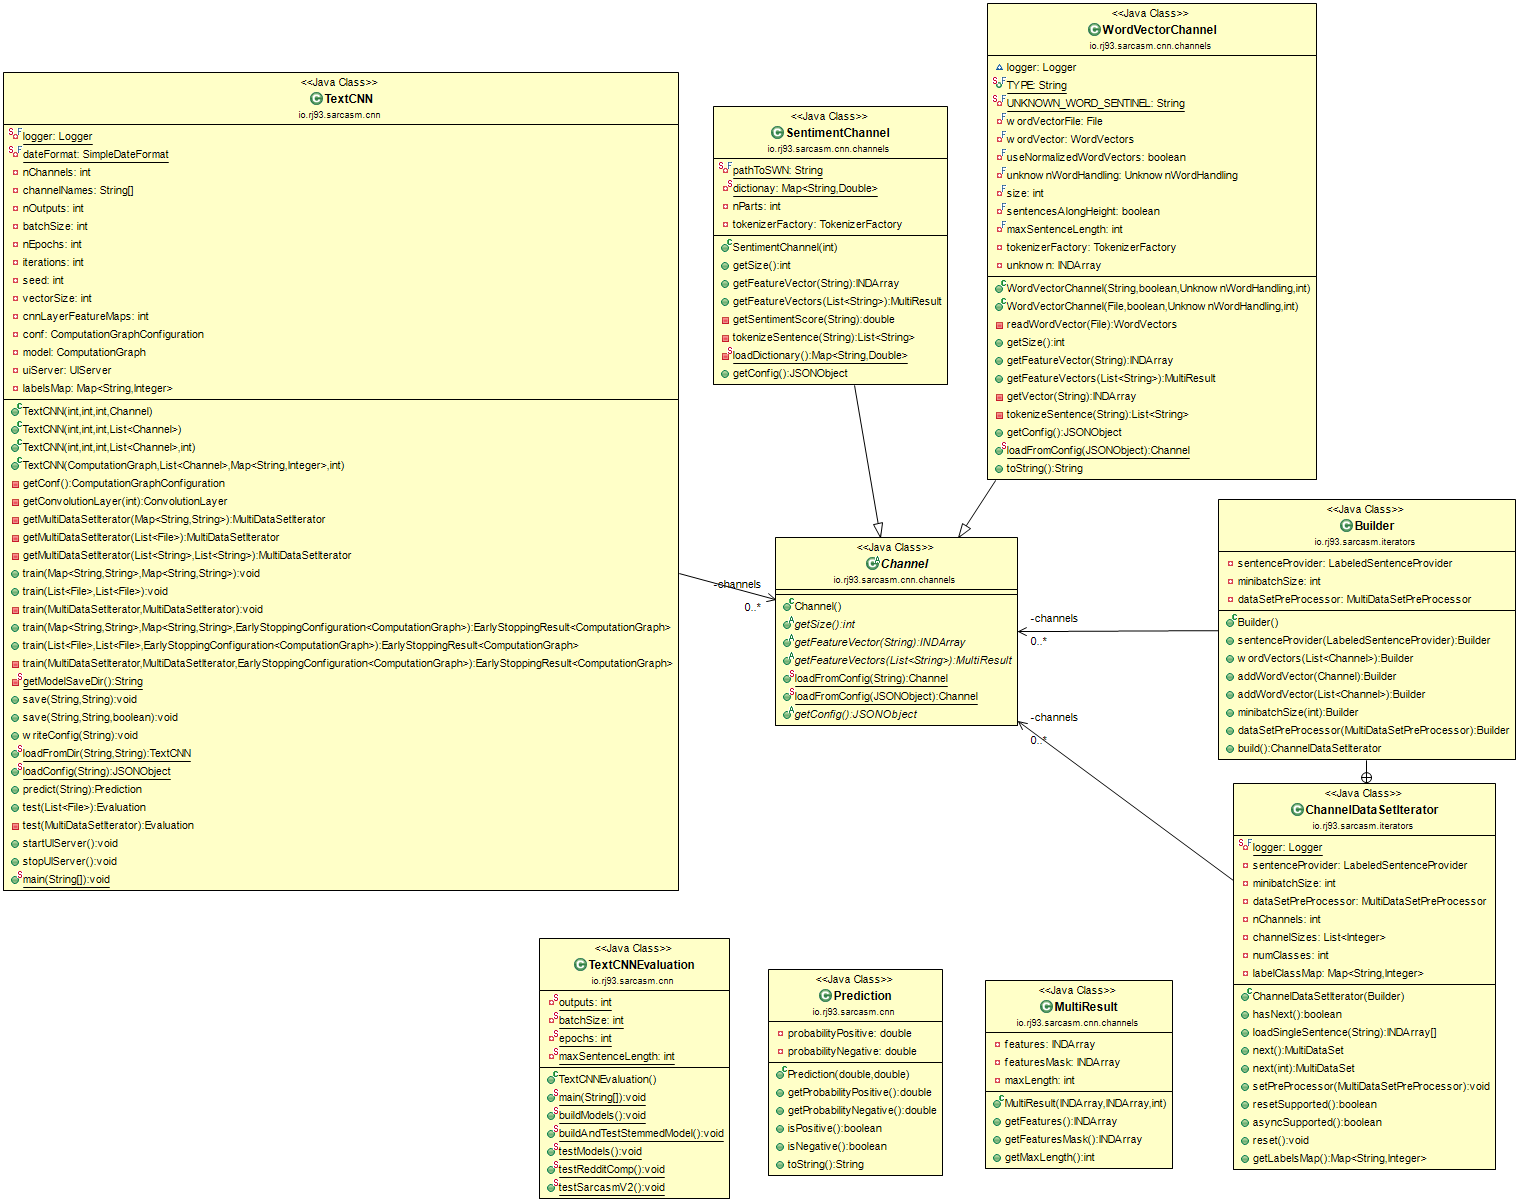 <<Java Class>>
TextCNN
io.rj93.sarcasm.cnn
logger: Logger
dateFormat: SimpleDateFormat
nChannels: int
channelNames: String[]
nOutputs: int
batchSize: int
nEpochs: int
iterations: int
seed: int
vectorSize: int
cnnLayerFeatureMaps: int
conf: ComputationGraphConfiguration
model: ComputationGraph
uiServer: UIServer
labelsMap: Map<String,Integer>
TextCNN(int,int,int,Channel)
TextCNN(int,int,int,List<Channel>)
TextCNN(int,int,int,List<Channel>,int)
TextCNN(ComputationGraph,List<Channel>,Map<String,Integer>,int)
getConf():ComputationGraphConfiguration
getConvolutionLayer(int):ConvolutionLayer
getMultiDataSetIterator(Map<String,String>):MultiDataSetIterator
getMultiDataSetIterator(List<File>):MultiDataSetIterator
getMultiDataSetIterator(List<String>,List<String>):MultiDataSetIterator
train(Map<String,String>,Map<String,String>):void
train(List<File>,List<File>):void
train(MultiDataSetIterator,MultiDataSetIterator):void
train(Map<String,String>,Map<String,String>,EarlyStoppingConfiguration<ComputationGraph>):EarlyStoppingResult<ComputationGraph>
train(List<File>,List<File>,EarlyStoppingConfiguration<ComputationGraph>):EarlyStoppingResult<ComputationGraph>
train(MultiDataSetIterator,MultiDataSetIterator,EarlyStoppingConfiguration<ComputationGraph>):EarlyStoppingResult<ComputationGraph>
getModelSaveDir():String
save(String,String):void
save(String,String,boolean):void
writeConfig(String):void
loadFromDir(String,String):TextCNN
loadConfig(String):JSONObject
predict(String):Prediction
test(List<File>):Evaluation
test(MultiDataSetIterator):Evaluation
startUIServer():void
stopUIServer():void
main(String[]):void
<<Java Class>>
SentimentChannel
io.rj93.sarcasm.cnn.channels
pathToSWN: String
dictionay: Map<String,Double>
nParts: int
tokenizerFactory: TokenizerFactory
SentimentChannel(int)
getSize():int
getFeatureVector(String):INDArray
getFeatureVectors(List<String>):MultiResult
getSentimentScore(String):double
tokenizeSentence(String):List<String>
loadDictionary():Map<String,Double>
getConfig():JSONObject
<<Java Class>>
WordVectorChannel
io.rj93.sarcasm.cnn.channels
logger: Logger
TYPE: String
UNKNOWN_WORD_SENTINEL: String
wordVectorFile: File
wordVector: WordVectors
useNormalizedWordVectors: boolean
unknownWordHandling: UnknownWordHandling
size: int
sentencesAlongHeight: boolean
maxSentenceLength: int
tokenizerFactory: TokenizerFactory
unknown: INDArray
WordVectorChannel(String,boolean,UnknownWordHandling,int)
WordVectorChannel(File,boolean,UnknownWordHandling,int)
readWordVector(File):WordVectors
getSize():int
getFeatureVector(String):INDArray
getFeatureVectors(List<String>):MultiResult
getVector(String):INDArray
tokenizeSentence(String):List<String>
getConfig():JSONObject
loadFromConfig(JSONObject):Channel
toString():String
<<Java Class>>
Channel
io.rj93.sarcasm.cnn.channels
Channel()
getSize():int
getFeatureVector(String):INDArray
getFeatureVectors(List<String>):MultiResult
loadFromConfig(String):Channel
loadFromConfig(JSONObject):Channel
getConfig():JSONObject
-channels
0..*
-channels
0..*
-channels
0..*
<<Java Class>>
Builder
io.rj93.sarcasm.iterators
sentenceProvider: LabeledSentenceProvider
minibatchSize: int
dataSetPreProcessor: MultiDataSetPreProcessor
Builder()
sentenceProvider(LabeledSentenceProvider):Builder
wordVectors(List<Channel>):Builder
addWordVector(Channel):Builder
addWordVector(List<Channel>):Builder
minibatchSize(int):Builder
dataSetPreProcessor(MultiDataSetPreProcessor):Builder
build():ChannelDataSetIterator
<<Java Class>>
ChannelDataSetIterator
io.rj93.sarcasm.iterators
logger: Logger
sentenceProvider: LabeledSentenceProvider
minibatchSize: int
dataSetPreProcessor: MultiDataSetPreProcessor
nChannels: int
channelSizes: List<Integer>
numClasses: int
labelClassMap: Map<String,Integer>
ChannelDataSetIterator(Builder)
hasNext():boolean
loadSingleSentence(String):INDArray[]
next():MultiDataSet
next(int):MultiDataSet
setPreProcessor(MultiDataSetPreProcessor):void
resetSupported():boolean
asyncSupported():boolean
reset():void
getLabelsMap():Map<String,Integer>
<<Java Class>>
TextCNNEvaluation
io.rj93.sarcasm.cnn
outputs: int
batchSize: int
epochs: int
maxSentenceLength: int
TextCNNEvaluation()
main(String[]):void
buildModels():void
buildAndTestStemmedModel():void
testModels():void
testRedditComp():void
testSarcasmV2():void
<<Java Class>>
Prediction
io.rj93.sarcasm.cnn
probabilityPositive: double
probabilityNegative: double
Prediction(double,double)
getProbabilityPositive():double
getProbabilityNegative():double
isPositive():boolean
isNegative():boolean
toString():String
<<Java Class>>
MultiResult
io.rj93.sarcasm.cnn.channels
features: INDArray
featuresMask: INDArray
maxLength: int
MultiResult(INDArray,INDArray,int)
getFeatures():INDArray
getFeaturesMask():INDArray
getMaxLength():int